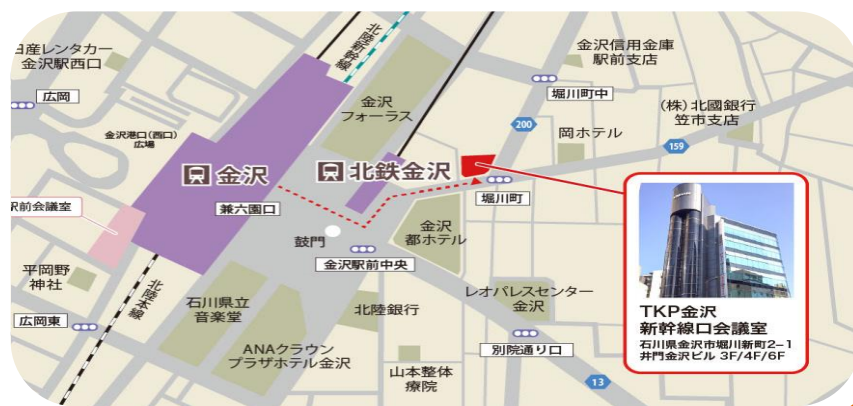 日産レンタカー
金沢駅西口
広岡
金沢港口(西口)
広場
駅前会議室
平岡野
神社
広岡東
北陸本線
北陸新幹線
金沢
フォーラス
金沢
北鉄金沢
兼六園口
鼓門
金沢駅前中央
石川県立
音楽堂
ANAクラウン
プラザホテル金沢
北陸銀行
山本整体
療院
金沢
都ホテル
レオパレスセンター
金沢
別院通り口
13
堀川町
堀川町中
200
岡ホテル
159
金沢信用金庫
駅前支店
(株)北國銀行
笠市支店
TKP金沢
新幹線口会議室
石川県金沢市堀川新町2-1
井門金沢ビル 3F/4F/6F